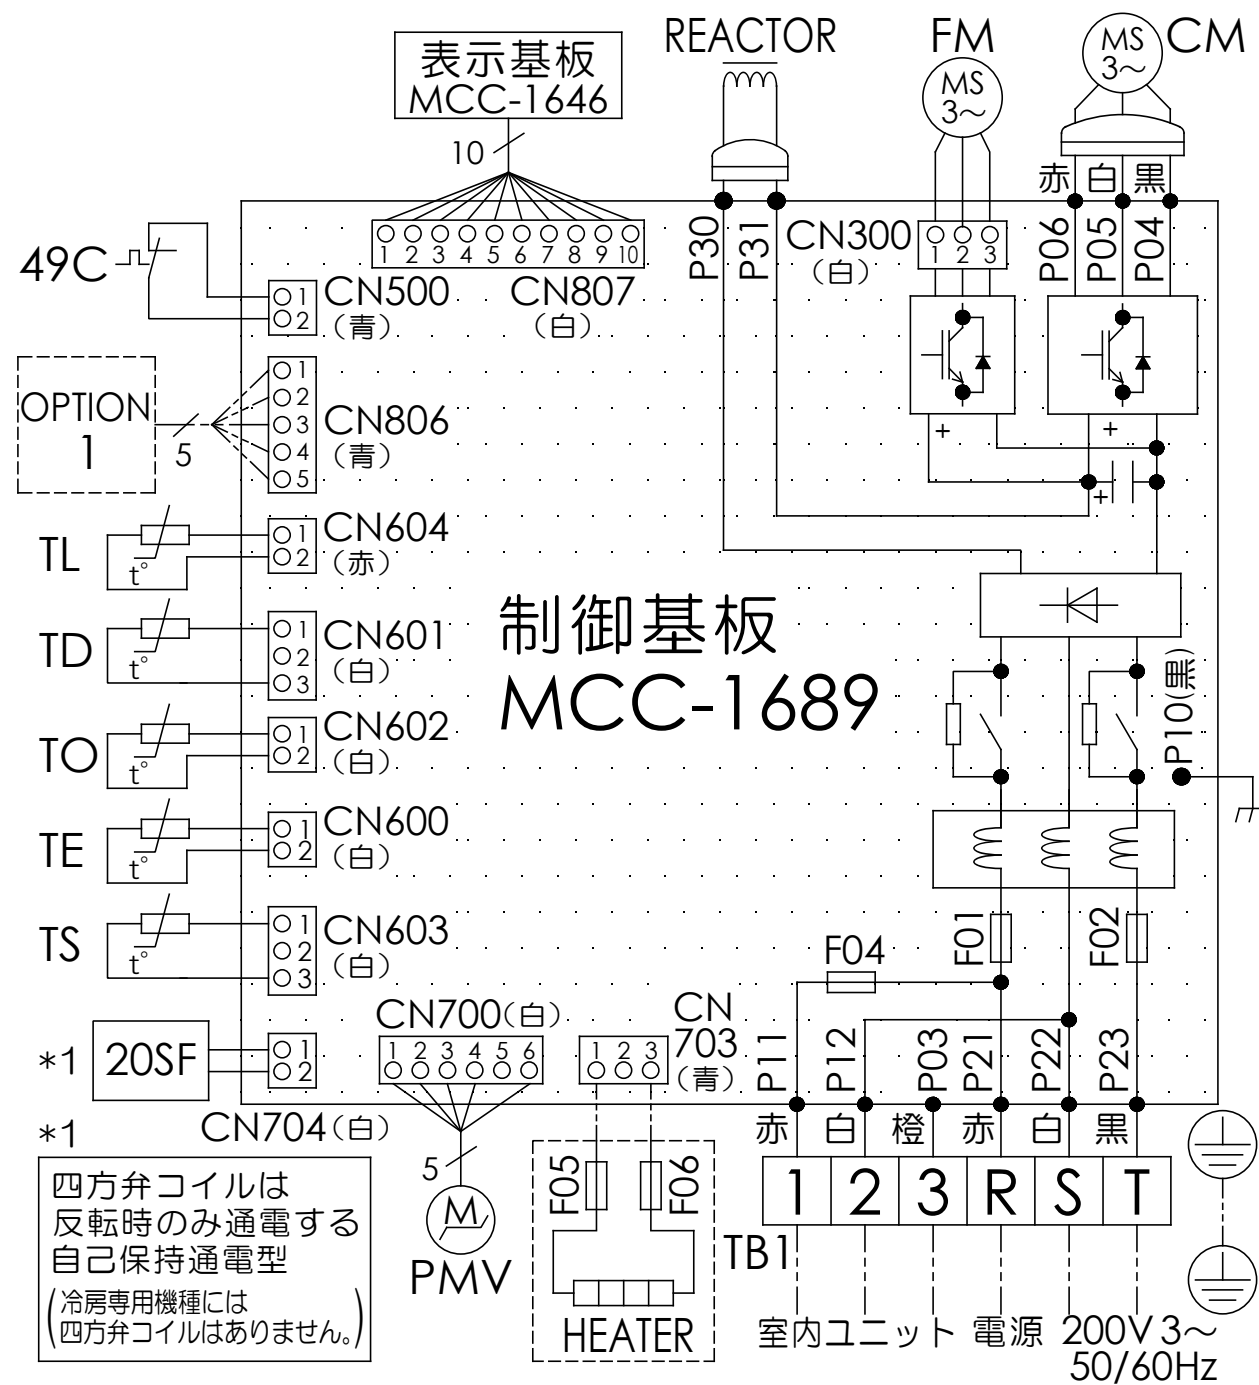 REACTOR
FM
CM
表示基板
MCC-1646
MS
3～
MS
3～
10
赤 白 黒
49C
1 2 3 4 5 6 7 8 9 10
P30
P31
CN300
（白）
1 2 3
P06
P05
P04
1
2
CN500
（青）
CN807
（白）
OPTION
1
5
1
2
3
4
5
CN806
（青）
+
+
+
TL
t°
1
2
CN604
（赤）
TD
t°
1
2
3
CN601
（白）
制御基板
MCC-1689
P10(黒)
TO
t°
1
2
CN602
（白）
TE
t°
1
2
CN600
（白）
TS
t°
1
2
3
CN603
（白）
F04
F01
F02
*1
20SF
1
2
CN704（白）
CN700（白）
1 2 3 4 5 6
CN
703
（青）
1 2 3
P11
P12
P03
P21
P22
P23
赤 白 橙 赤 白 黒
*1
四方弁コイルは
反転時のみ通電する
自己保持通電型
(冷房専用機種には
四方弁コイルはありません。)
5
M
PMV
F05
F06
HEATER
1 2 3 R S T
TB1
室内ユニット 電源 200V 3～
50/60Hz